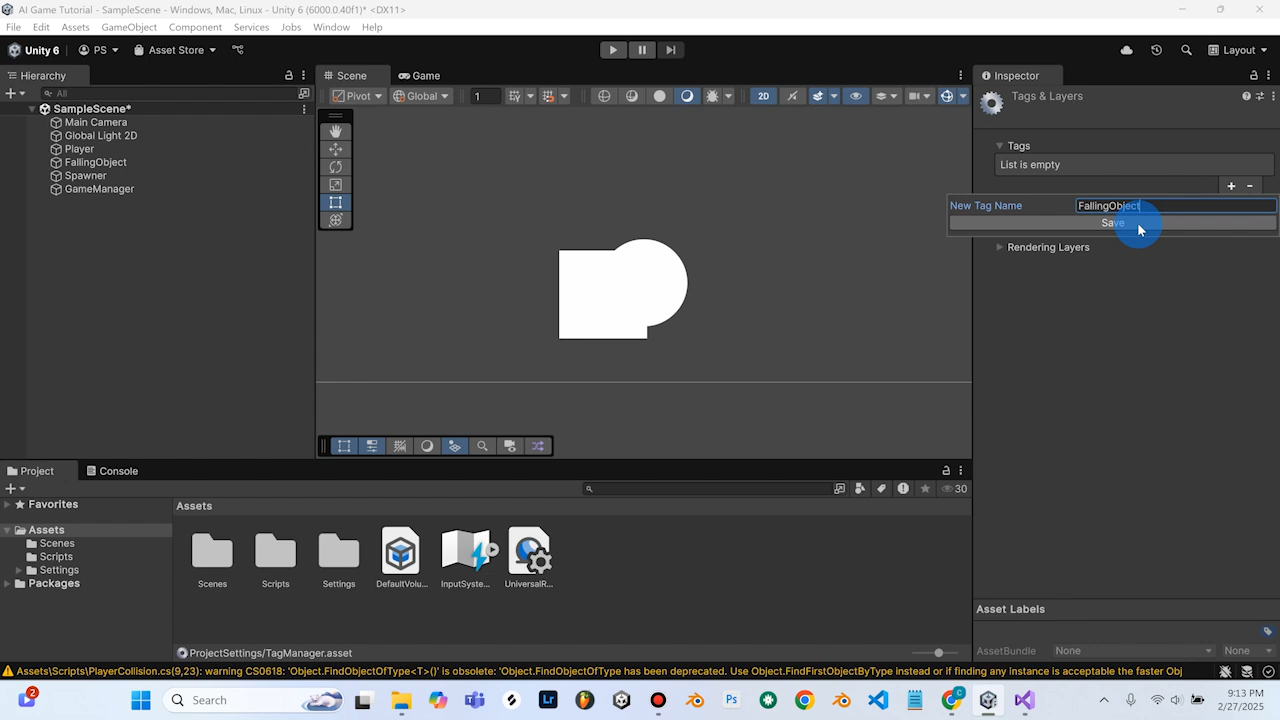 AI Game Tutorial - SampleScene - Windows, Mac, Linux - Unity 6 (6000.0.40f1)* <DX11>
File Edit Assets GameObject Component Services Jobs Window Help
Unity 6 PS Asset Store Layout
Hierarchy Scene Game Inspector
All Pivot Global 1 2D Tags & Layers
SampleScene*
Main Camera
Global Light 2D
Player
FallingObject
Spawner
GameManager
Tags
List is empty
New Tag Name FallingObject
Save
Rendering Layers
Project Console
30
Favorites
Assets
Scenes
Scripts
Settings
Packages
Assets
Scenes Scripts Settings DefaultVolu... InputSyste... UniversalR...
ProjectSettings/TagManager.asset
Asset Labels
AssetBundle None None
Assets\Scripts\PlayerCollision.cs(9,23): warning CS0618: 'Object.FindObjectOfType<T>()' is obsolete: 'Object.FindObjectOfType has been deprecated. Use Object.FindFirstObjectByType instead or if finding any instance is acceptable the faster Obj
2 Search Lr Ps C 9:13 PM
2/27/2025